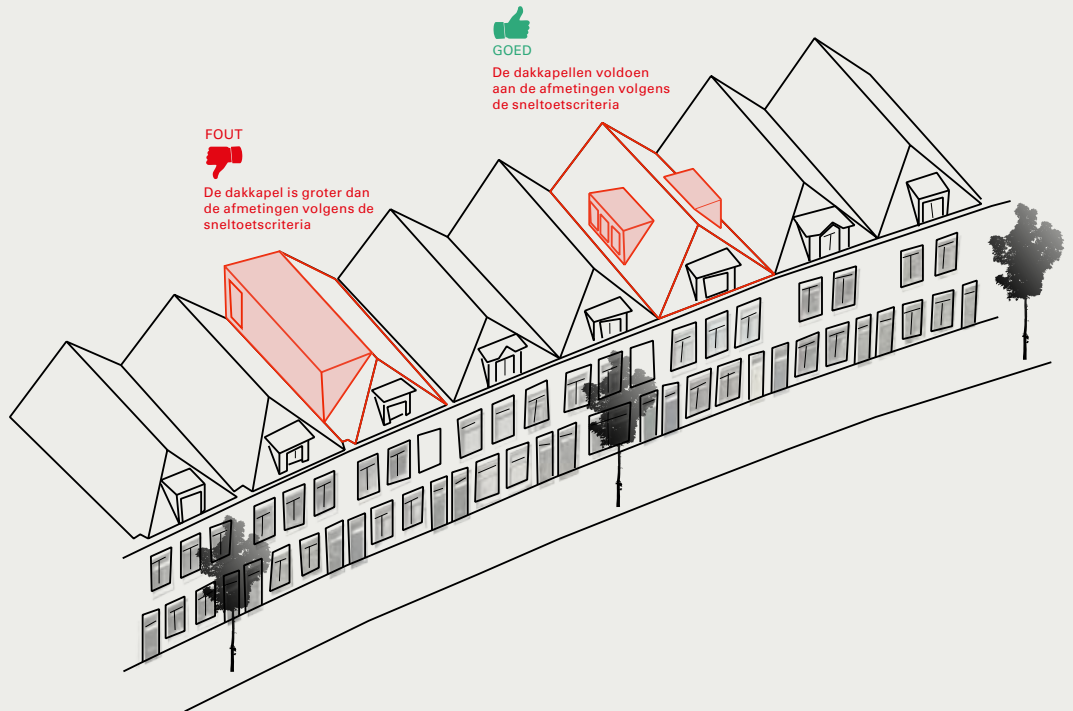 GOED
De dakkapellen voldoen
aan de afmetingen volgens
de sneltoetscriteria
FOUT
De dakkapel is groter dan
de afmetingen volgens de
sneltoetscriteria